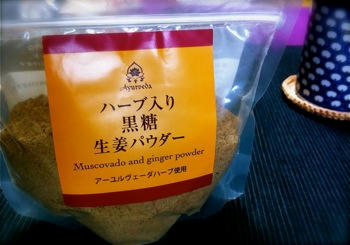 Ayurveda
ハーブ入り
黒糖
生姜パウダー
Muscovado and ginger powder
アーユルヴェーダハーブ使用